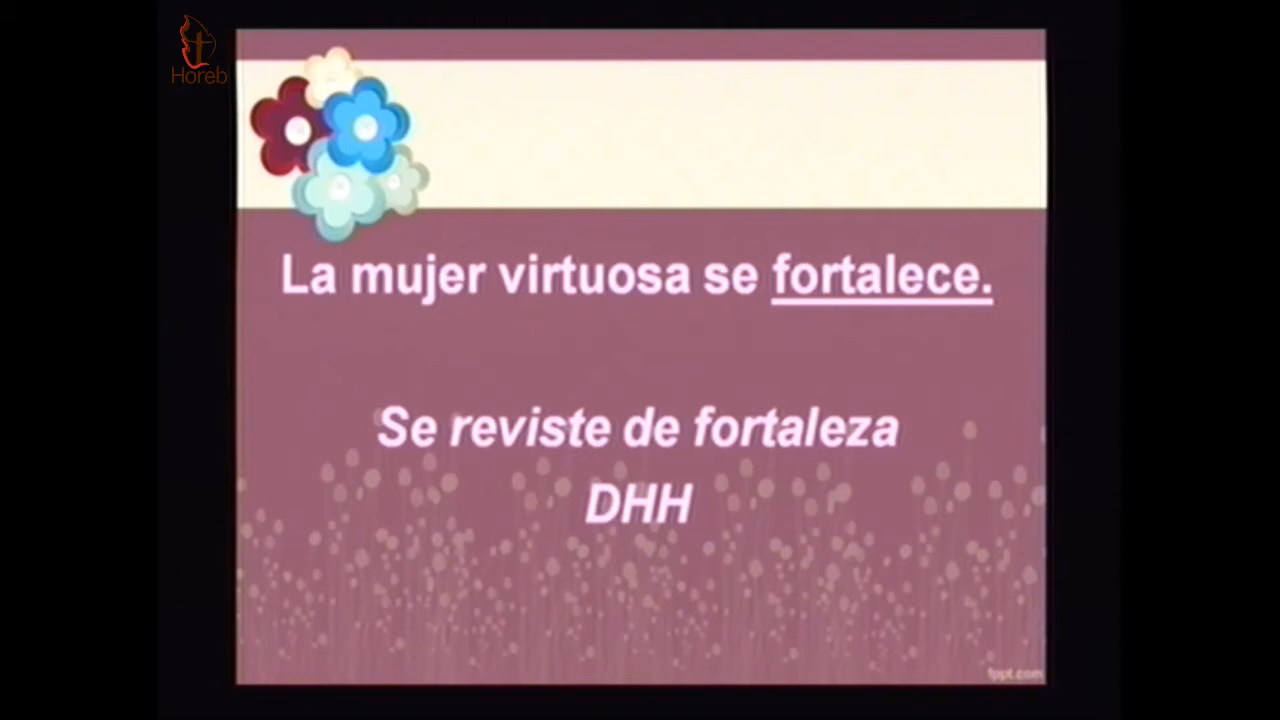 Horeb
La mujer virtuosa se fortalece.
Se reviste de fortaleza
DHH
fppt.com